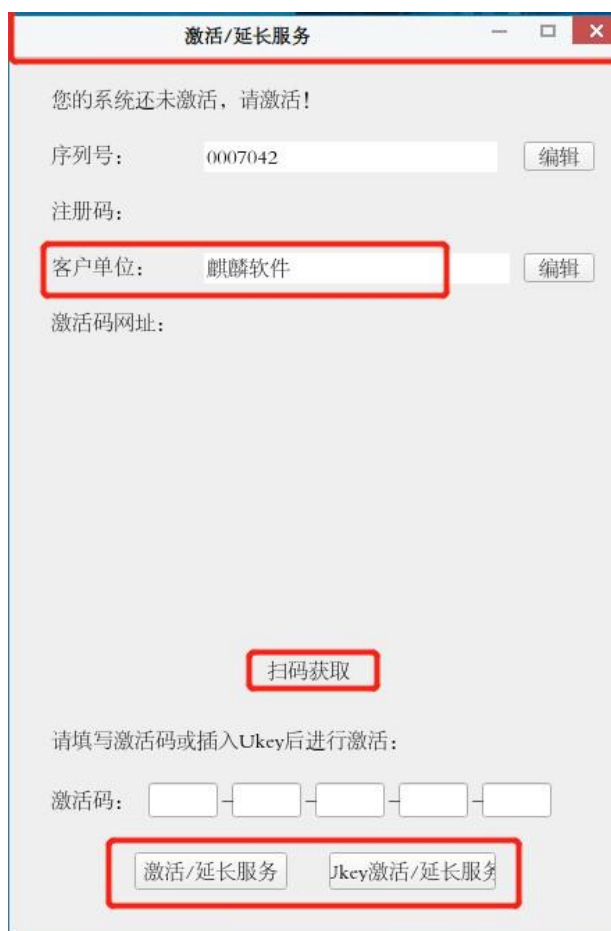 激活/延长服务
您的系统还未激活，请激活！
序列号： 0007042 编辑
注册码：
客户单位： 麒麟软件 编辑
激活码网址：
扫码获取
请填写激活码或插入Ukey后进行激活：
激活码： – – – –
激活/延长服务 Jkey激活/延长服务